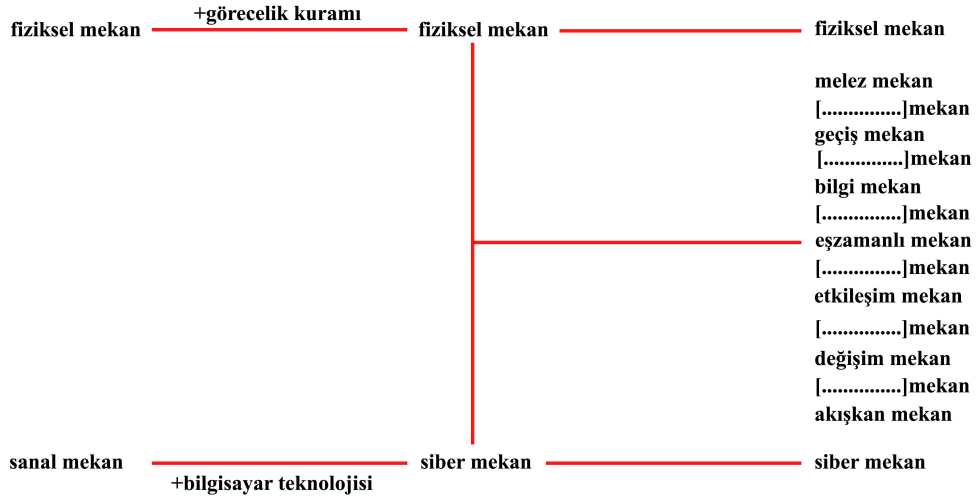 +görecelik kuramı
fiziksel mekan fiziksel mekan fiziksel mekan
melez mekan
[...............]mekan
geçiş mekan
[...............]mekan
bilgi mekan
[...............]mekan
eşzamanlı mekan
[...............]mekan
etkileşim mekan
[...............]mekan
değişim mekan
[...............]mekan
akışkan mekan
sanal mekan siber mekan siber mekan
+bilgisayar teknolojisi